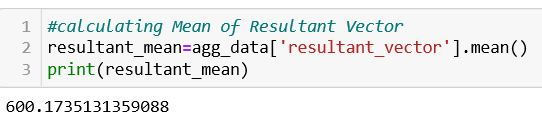 1 #calculating Mean of Resultant Vector
2 resultant_mean=agg_data['resultant_vector'].mean()
3 print(resultant_mean)
600.1735131359088